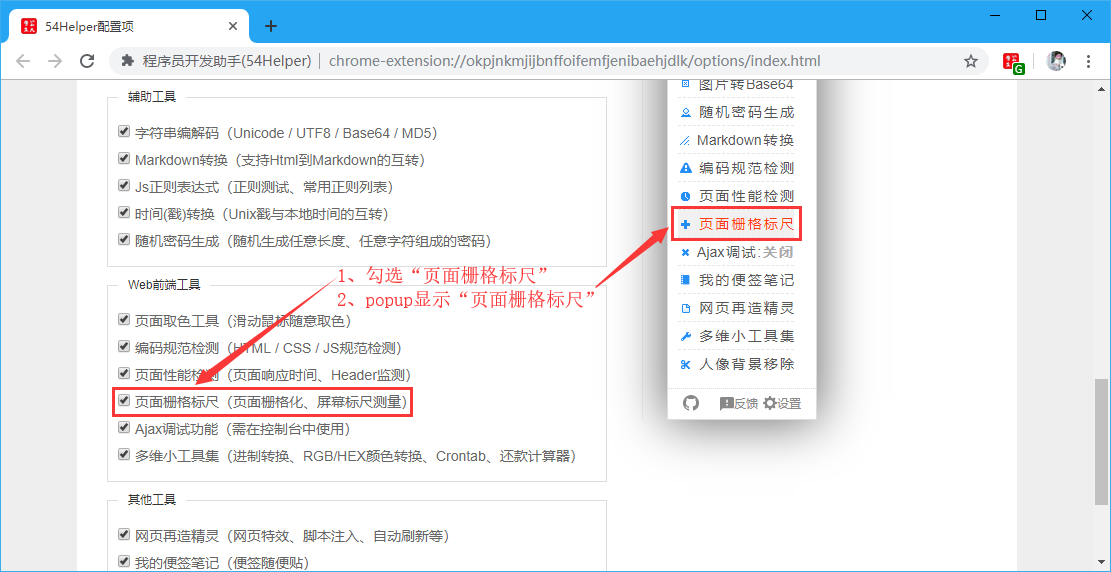 54Helper配置项
程序员开发助手(54Helper)
chrome-extension://okpjnkmjijbnffoifemfjenibaehjdlk/options/index.html
G
辅助工具
字符串编解码（Unicode / UTF8 / Base64 / MD5）
Markdown转换（支持Html到Markdown的互转）
Js正则表达式（正则测试、常用正则列表）
时间(戳)转换（Unix戳与本地时间的互转）
随机密码生成（随机生成任意长度、任意字符组成的密码）
Web前端工具
1、勾选“页面栅格标尺”
2、popup显示“页面栅格标尺”
页面取色工具（滑动鼠标随意取色）
编码规范检测（HTML / CSS / JS规范检测）
页面性能检测（页面响应时间、Header监测）
页面栅格标尺（页面栅格化、屏幕标尺测量）
Ajax调试功能（需在控制台中使用）
多维小工具集（进制转换、RGB/HEX颜色转换、Crontab、还款计算器）
其他工具
网页再造精灵（网页特效、脚本注入、自动刷新等）
我的便签笔记（便签随便贴）
图片转Base64
随机密码生成
Markdown转换
编码规范检测
页面性能检测
页面栅格标尺
Ajax调试:关闭
我的便签笔记
网页再造精灵
多维小工具集
人像背景移除
反馈 设置